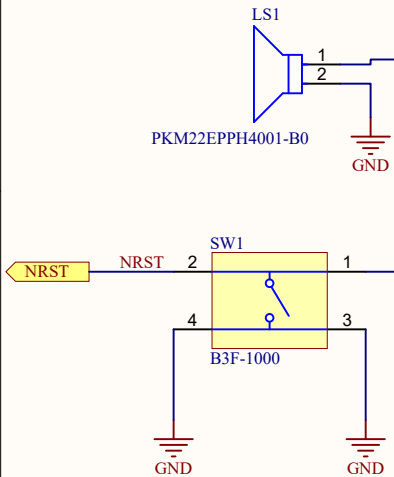 LS1
1
2
PKM22EPPH4001-B0
GND
SW1
NRST
NRST
2
1
4
3
B3F-1000
GND
GND